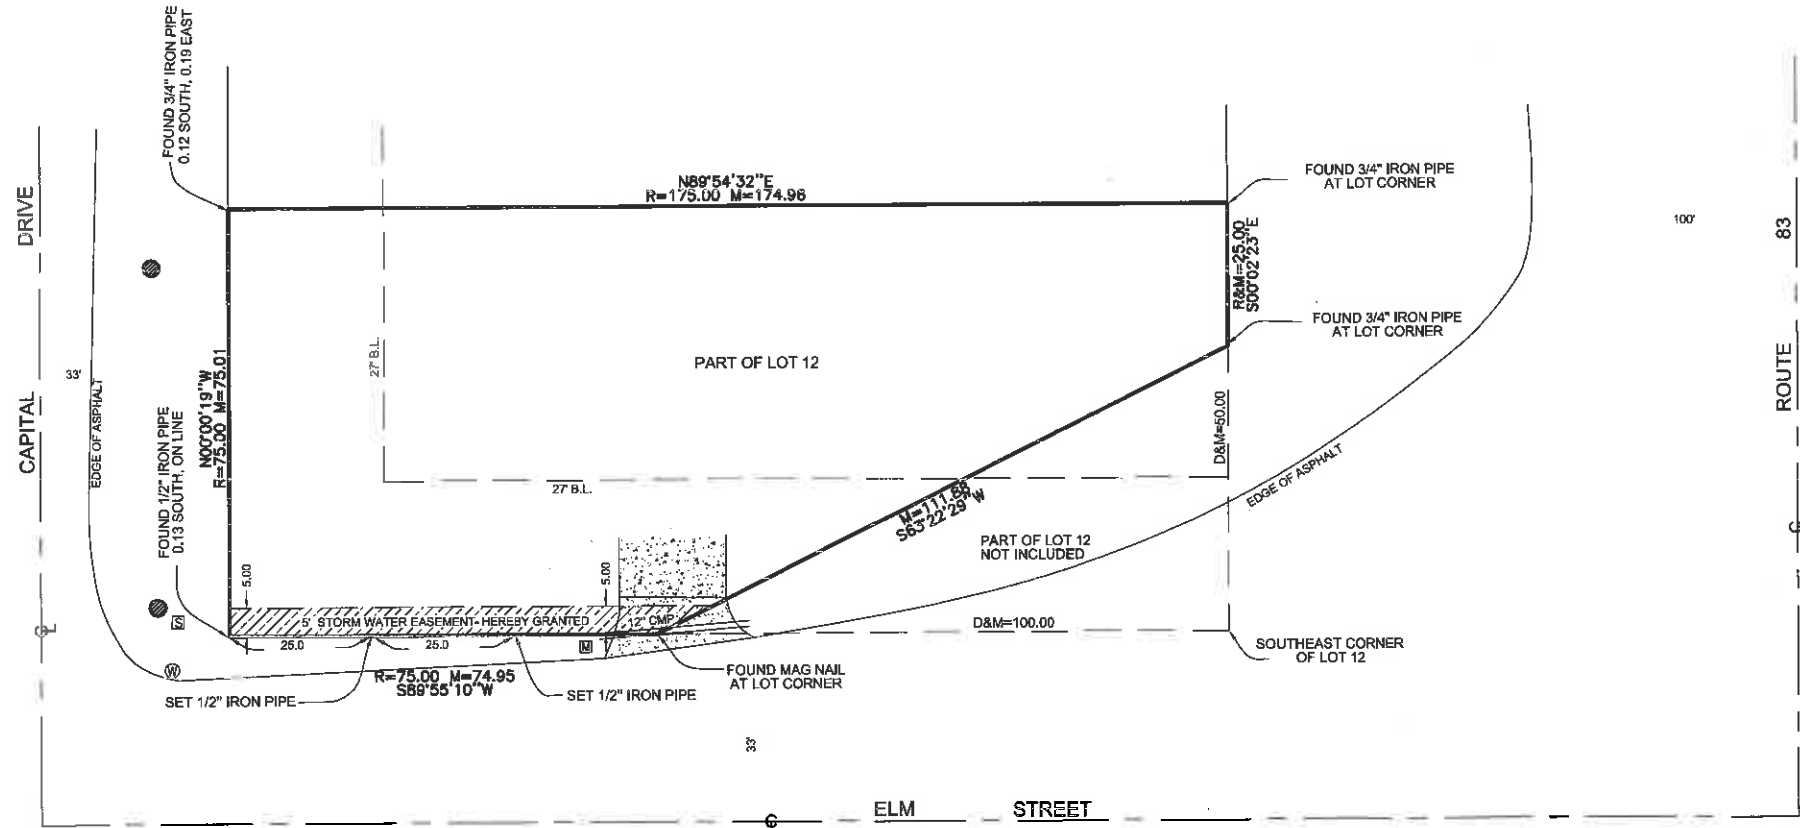 FOUND 3/4" IRON PIPE
0.12 SOUTH, 0.19 EAST
N89°54'32"E
R=175.00 M=174.96
FOUND 3/4" IRON PIPE
AT LOT CORNER
CAPITAL DRIVE
100'
ROUTE 83
R&M=25.00
S00°02'23"E
FOUND 3/4" IRON PIPE
AT LOT CORNER
33'
EDGE OF ASPHALT
N00°00'19"W
R=75.00 M=75.01
27' B.L.
PART OF LOT 12
D&M=50.00
FOUND 1/2" IRON PIPE
0.13 SOUTH, ON LINE
27' B.L.
EDGE OF ASPHALT
M=111.68
S63°22'29"W
PART OF LOT 12
NOT INCLUDED
5.00
5.00
5' STORM WATER EASEMENT- HEREBY GRANTED
12" CMP
D&M=100.00
S
25.0
25.0
M
SOUTHEAST CORNER
OF LOT 12
W
R=75.00 M=74.95
S89°55'10"W
FOUND MAG NAIL
AT LOT CORNER
SET 1/2" IRON PIPE
SET 1/2" IRON PIPE
33'
ELM STREET